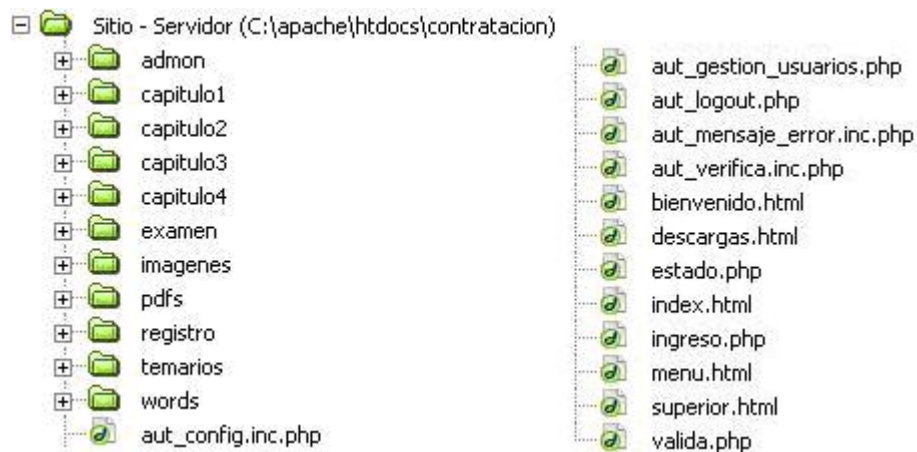 Sitio - Servidor (C:\apache\htdocs\contratacion)
admon
capitulo1
capitulo2
capitulo3
capitulo4
examen
imagenes
pdfs
registro
temarios
words
aut_config.inc.php
aut_gestion_usuarios.php
aut_logout.php
aut_mensaje_error.inc.php
aut_verifica.inc.php
bienvenido.html
descargas.html
estado.php
index.html
ingreso.php
menu.html
superior.html
valida.php